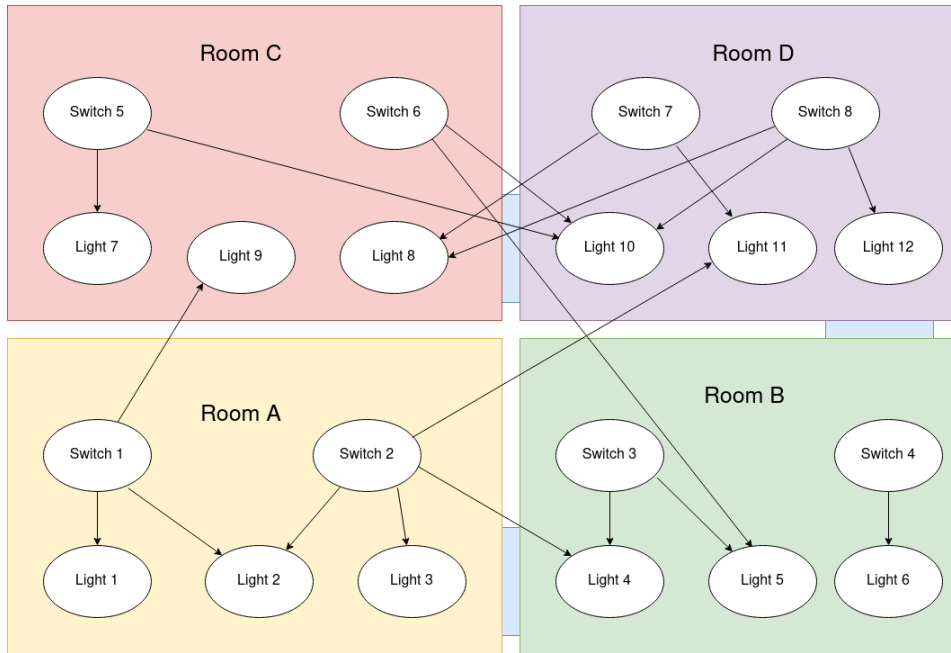 Room C
Room D
Switch 5
Switch 6
Switch 7
Switch 8
Light 7
Light 9
Light 8
Light 10
Light 11
Light 12
Room A
Room B
Switch 1
Switch 2
Switch 3
Switch 4
Light 1
Light 2
Light 3
Light 4
Light 5
Light 6